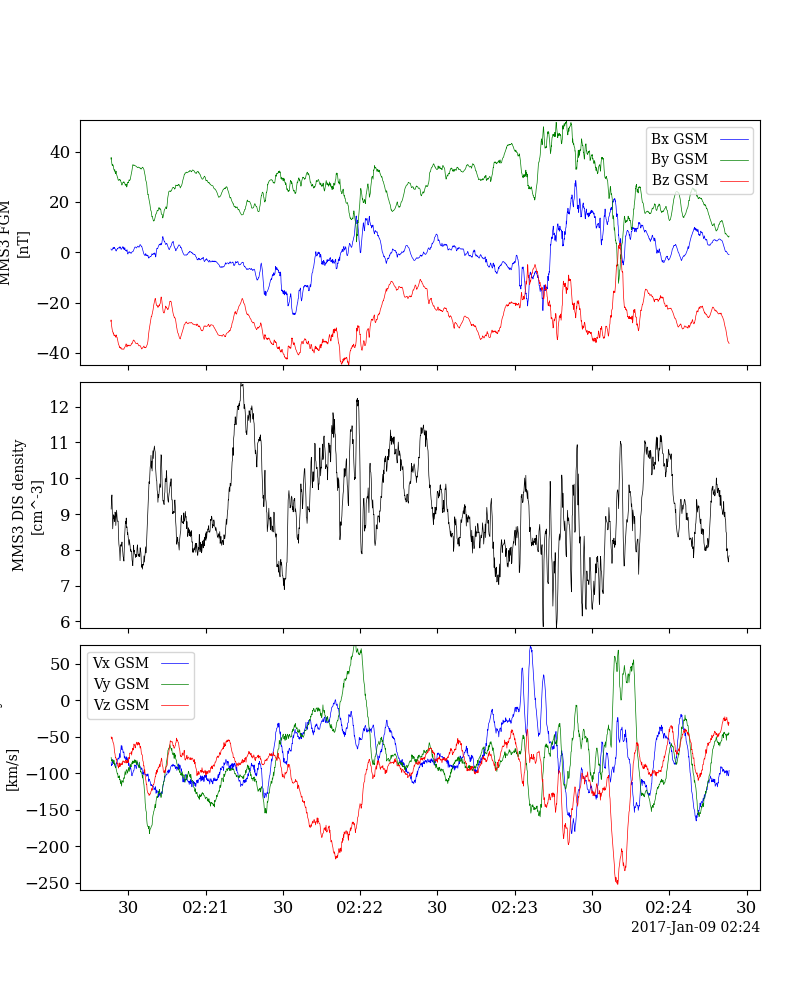 MMS3 FGM
[nT]
40
20
0
−20
−40
Bx GSM
By GSM
Bz GSM
MMS3 DIS density
[cm^-3]
12
11
10
9
8
7
6
[km/s]
50
0
−50
−100
−150
−200
−250
Vx GSM
Vy GSM
Vz GSM
30 02:21 30 02:22 30 02:23 30 02:24 30
2017-Jan-09 02:24